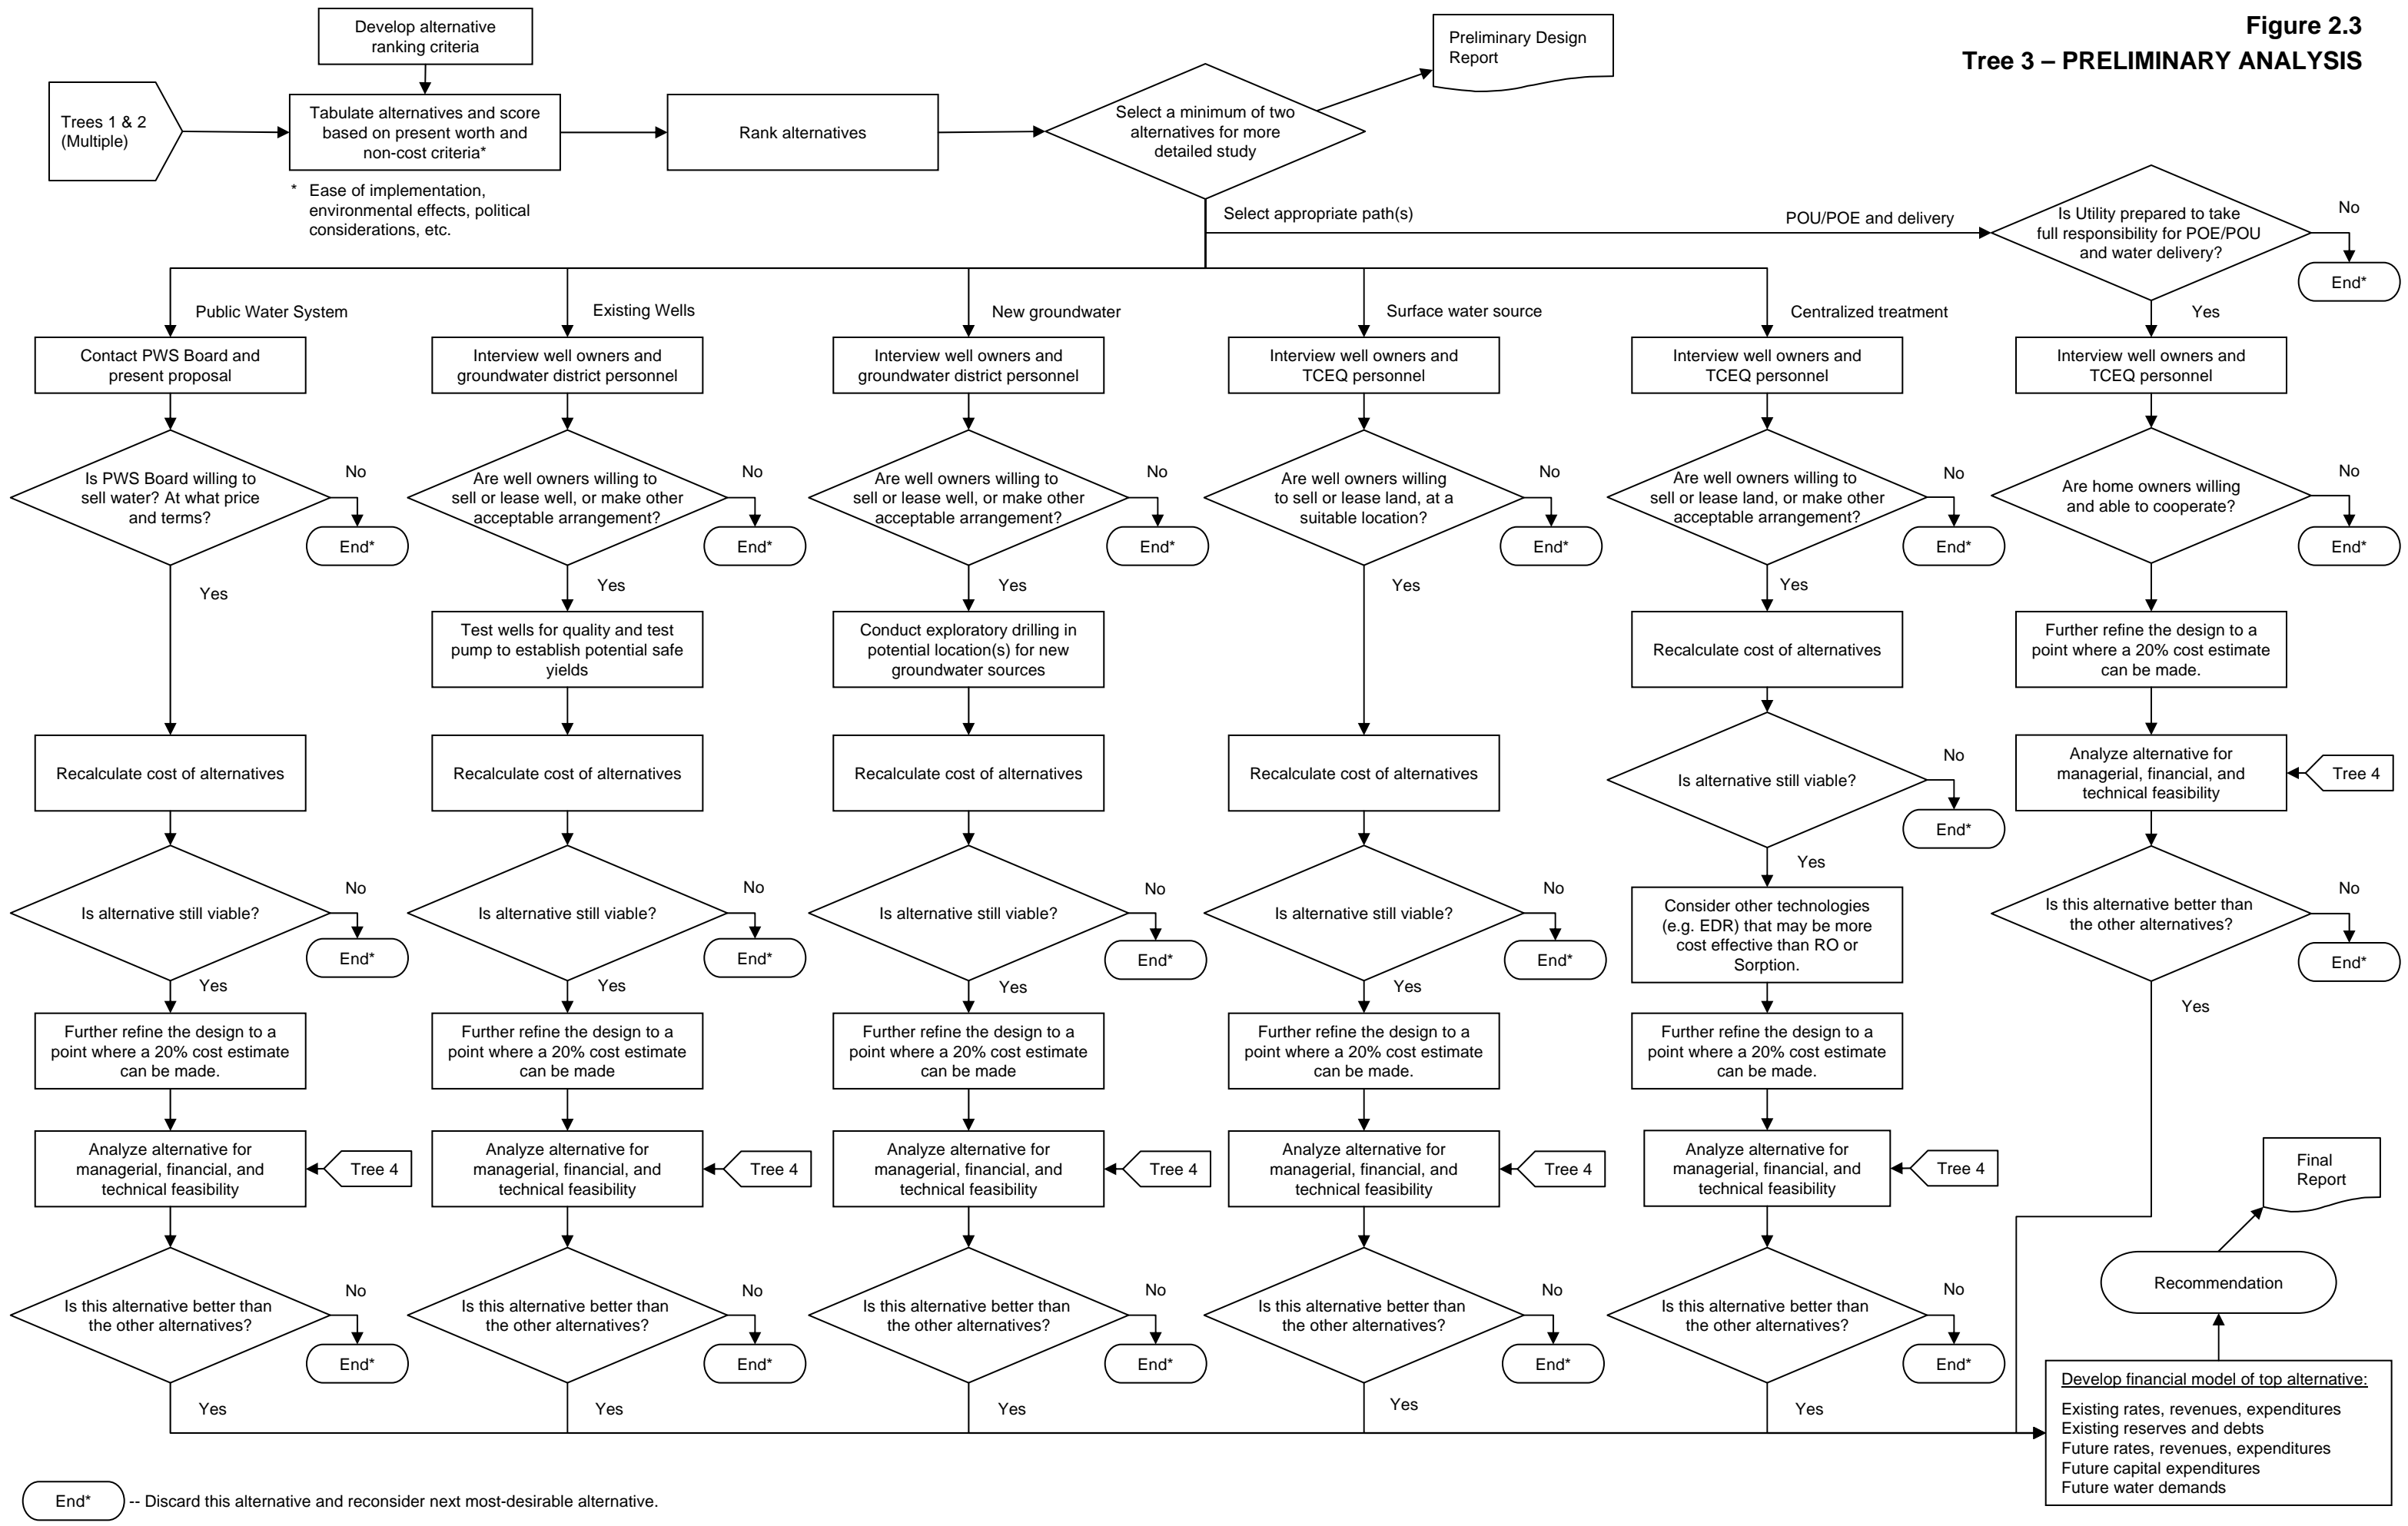 Figure 2.3
Tree 3 – PRELIMINARY ANALYSIS
Develop alternative
ranking criteria
Trees 1 & 2
(Multiple)
Tabulate alternatives and score
based on present worth and
non-cost criteria*
* Ease of implementation,
environmental effects, political
considerations, etc.
Rank alternatives
Select a minimum of two
alternatives for more
detailed study
Preliminary Design
Report
Select appropriate path(s)
POU/POE and delivery
Is Utility prepared to take
full responsibility for POE/POU
and water delivery?
No
End*
Yes
Public Water System
Contact PWS Board and
present proposal
Is PWS Board willing to
sell water? At what price
and terms?
No
End*
Yes
Recalculate cost of alternatives
Is alternative still viable?
No
End*
Yes
Further refine the design to a
point where a 20% cost estimate
can be made.
Analyze alternative for
managerial, financial, and
technical feasibility
Tree 4
Is this alternative better than
the other alternatives?
No
End*
Yes
Existing Wells
Interview well owners and
groundwater district personnel
Are well owners willing to
sell or lease well, or make other
acceptable arrangement?
No
End*
Yes
Test wells for quality and test
pump to establish potential safe
yields
Recalculate cost of alternatives
Is alternative still viable?
No
End*
Yes
Further refine the design to a
point where a 20% cost estimate
can be made
Analyze alternative for
managerial, financial, and
technical feasibility
Tree 4
Is this alternative better than
the other alternatives?
No
End*
Yes
New groundwater
Interview well owners and
groundwater district personnel
Are well owners willing to
sell or lease well, or make other
acceptable arrangement?
No
End*
Yes
Conduct exploratory drilling in
potential location(s) for new
groundwater sources
Recalculate cost of alternatives
Is alternative still viable?
No
End*
Yes
Further refine the design to a
point where a 20% cost estimate
can be made
Analyze alternative for
managerial, financial, and
technical feasibility
Tree 4
Is this alternative better than
the other alternatives?
No
End*
Yes
Surface water source
Interview well owners and
TCEQ personnel
Are well owners willing
to sell or lease land, at a
suitable location?
No
End*
Yes
Recalculate cost of alternatives
Is alternative still viable?
No
End*
Yes
Further refine the design to a
point where a 20% cost estimate
can be made.
Analyze alternative for
managerial, financial, and
technical feasibility
Tree 4
Is this alternative better than
the other alternatives?
No
End*
Yes
Centralized treatment
Interview well owners and
TCEQ personnel
Are well owners willing to
sell or lease land, or make other
acceptable arrangement?
No
End*
Yes
Recalculate cost of alternatives
Is alternative still viable?
No
End*
Yes
Consider other technologies
(e.g. EDR) that may be more
cost effective than RO or
Sorption.
Further refine the design to a
point where a 20% cost estimate
can be made.
Analyze alternative for
managerial, financial, and
technical feasibility
Tree 4
Is this alternative better than
the other alternatives?
No
End*
Yes
Interview well owners and
TCEQ personnel
Are home owners willing
and able to cooperate?
No
End*
Further refine the design to a
point where a 20% cost estimate
can be made.
Analyze alternative for
managerial, financial, and
technical feasibility
Tree 4
Is this alternative better than
the other alternatives?
No
End*
Yes
Final
Report
Recommendation
Develop financial model of top alternative:
Existing rates, revenues, expenditures
Existing reserves and debts
Future rates, revenues, expenditures
Future capital expenditures
Future water demands
End* -- Discard this alternative and reconsider next most-desirable alternative.